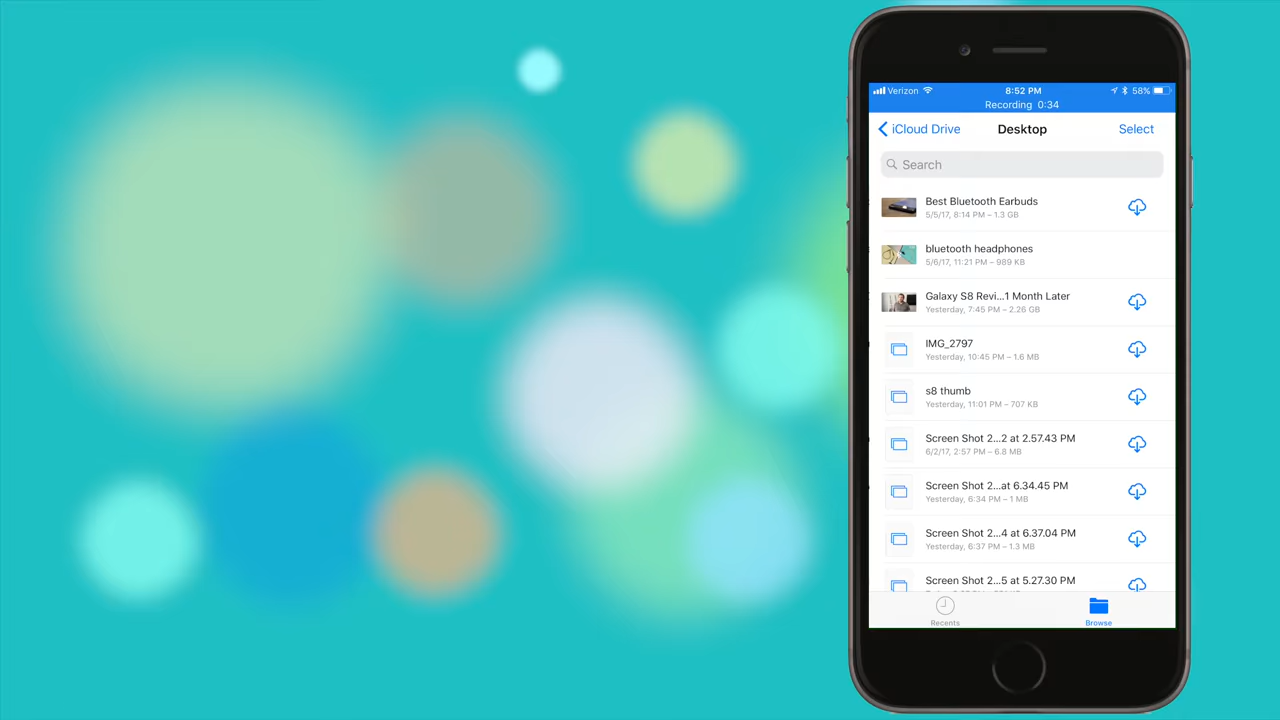 Verizon 8:52 PM 58%
Recording 0:34
iCloud Drive Desktop Select
Search
Best Bluetooth Earbuds
5/5/17, 8:14 PM – 1.3 GB
bluetooth headphones
5/6/17, 11:21 PM – 989 KB
Galaxy S8 Revi...1 Month Later
Yesterday, 7:45 PM – 2.26 GB
IMG_2797
Yesterday, 10:45 PM – 1.6 MB
s8 thumb
Yesterday, 11:01 PM – 707 KB
Screen Shot 2...2 at 2.57.43 PM
6/2/17, 2:57 PM – 6.8 MB
Screen Shot 2...at 6.34.45 PM
Yesterday, 6:34 PM – 1 MB
Screen Shot 2...4 at 6.37.04 PM
Yesterday, 6:37 PM – 1.3 MB
Screen Shot 2...5 at 5.27.30 PM
Recents Browse